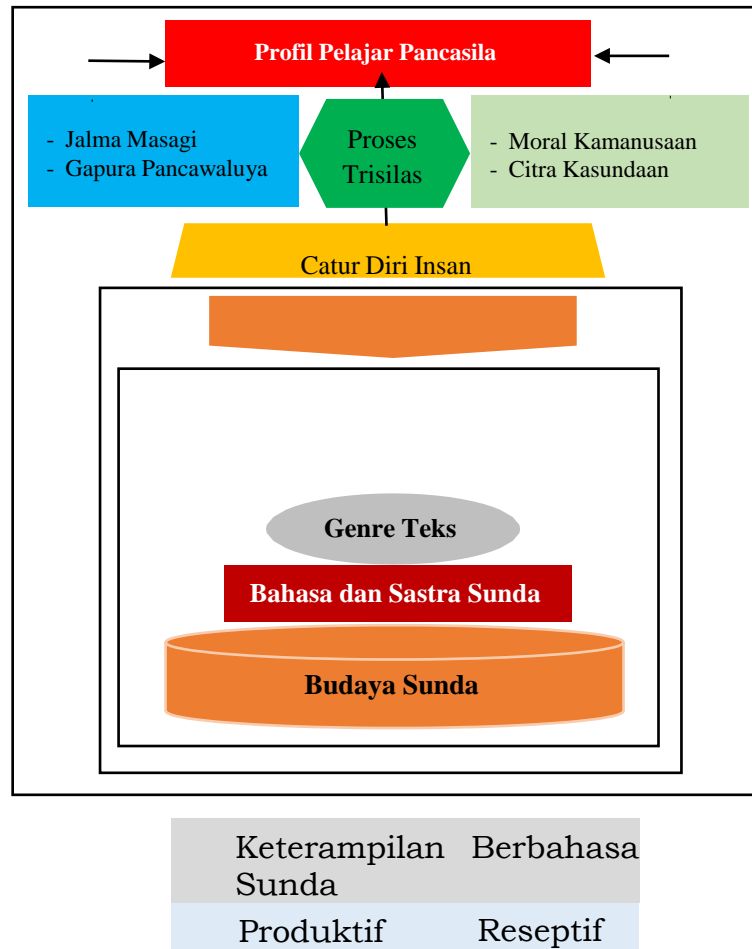 Profil Pelajar Pancasila
- Jalma Masagi
- Gapura Pancawaluya
Proses
Trisilas
- Moral Kamanusaan
- Citra Kasundaan
Catur Diri Insan
Genre Teks
Bahasa dan Sastra Sunda
Budaya Sunda
Keterampilan Berbahasa
Sunda
Produktif Reseptif